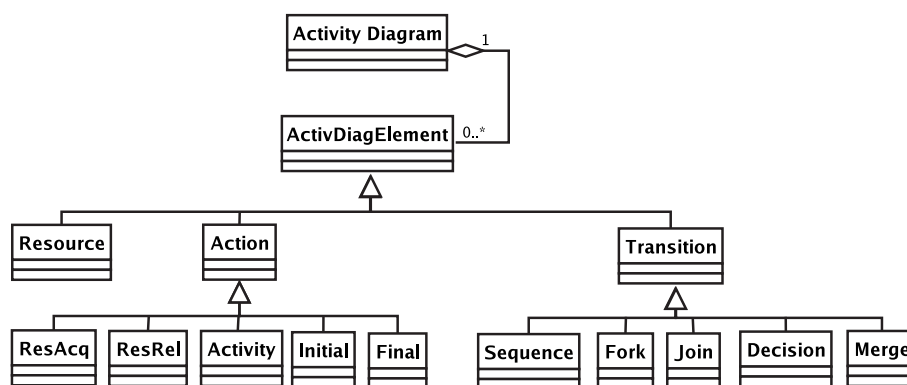 Activity Diagram
1
ActivDiagElement
0..*
Resource
Action
Transition
ResAcq
ResRel
Activity
Initial
Final
Sequence
Fork
Join
Decision
Merge